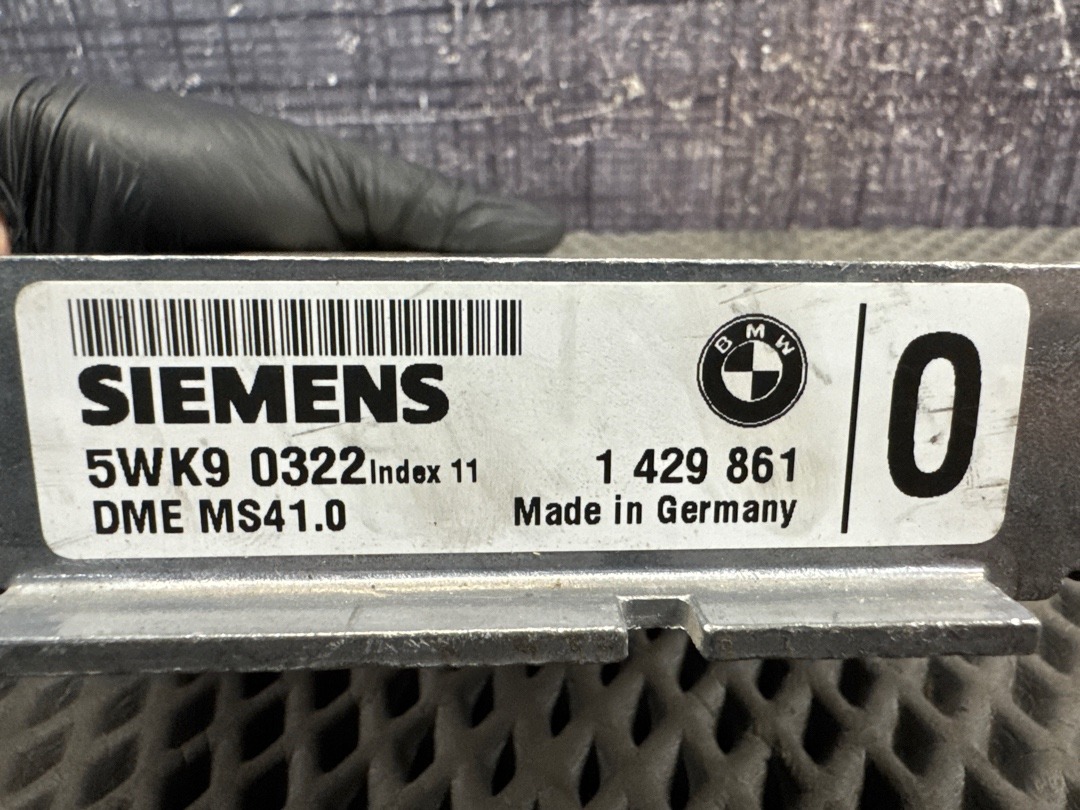 SIEMENS
BMW
0
5WK9 0322 Index 11
1 429 861
DME MS41.0
Made in Germany